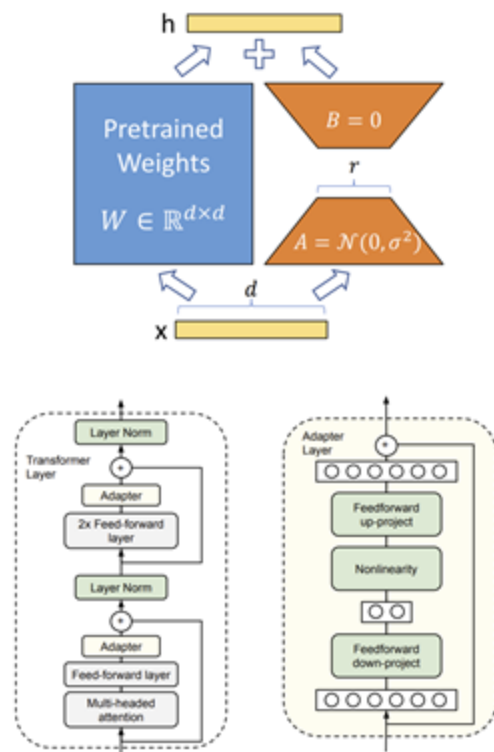 h
Pretrained
Weights
W ∈ ℝ^{d×d}
B = 0
r
A = 𝒩(0, σ²)
d
x
Layer Norm
Transformer
Layer
+
Adapter
2x Feed-forward
layer
Layer Norm
+
Adapter
Feed-forward layer
Multi-headed
attention
Adapter
Layer
+
Feedforward
up-project
Nonlinearity
Feedforward
down-project